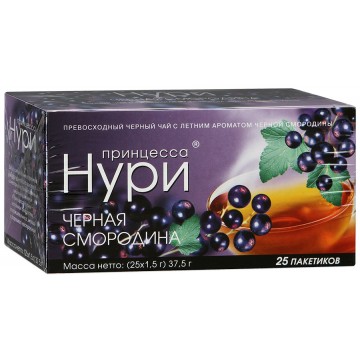 ПРЕВОСХОДНЫЙ ЧЕРНЫЙ ЧАЙ С ЛЕТНИМ АРОМАТОМ ЧЕРНОЙ СМОРОДИНЫ
принцесса
Нури®
ЧЕРНАЯ
СМОРОДИНА
Масса нетто: (25x1,5 г) 37,5 г
25 ПАКЕТИКОВ
Нури